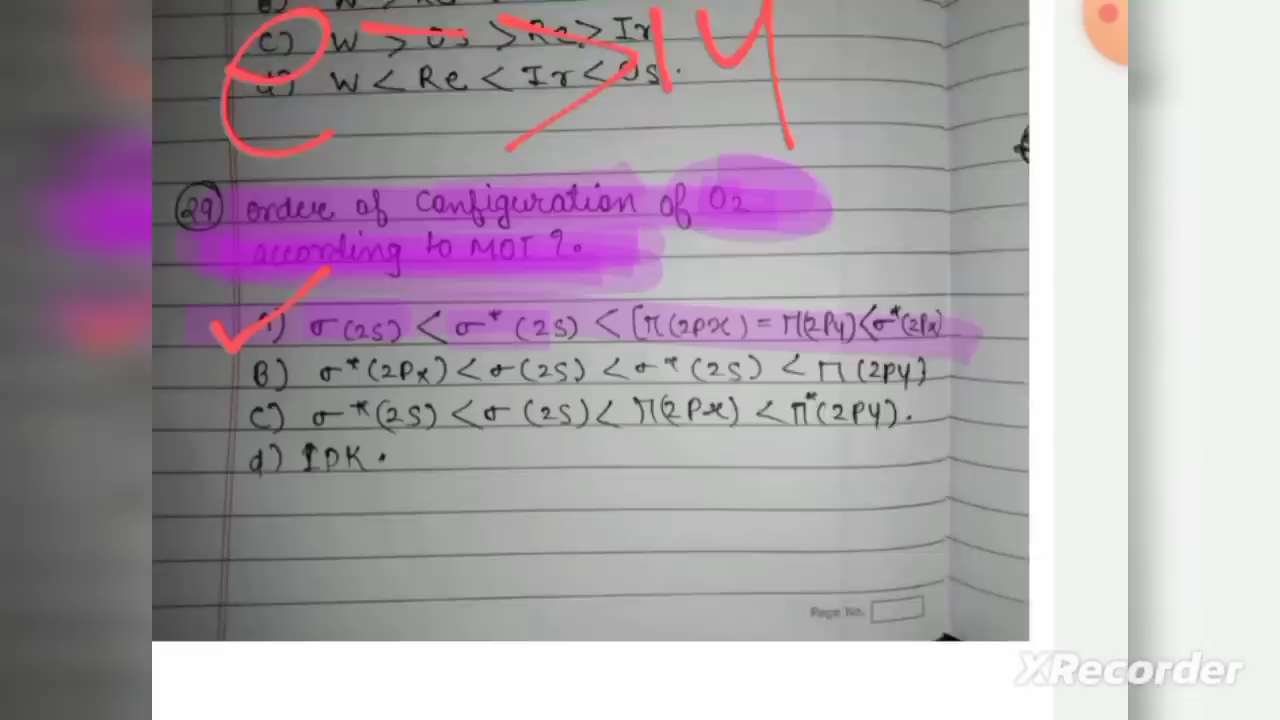 c) W > Os > Re > Ir
d) W < Re < Ir < Os.
14
29) order of configuration of O2
according to MOT ?.
σ(2S) < σ* (2S) < [π(2Px) = π(2Py) < σ*(2Px)
B) σ*(2Px) < σ(2S) < σ* (2S) < π(2Py)
C) σ*(2S) < σ (2S) < π(2Px) < π*(2Py).
d) IDK.
Page No.
XRecorder